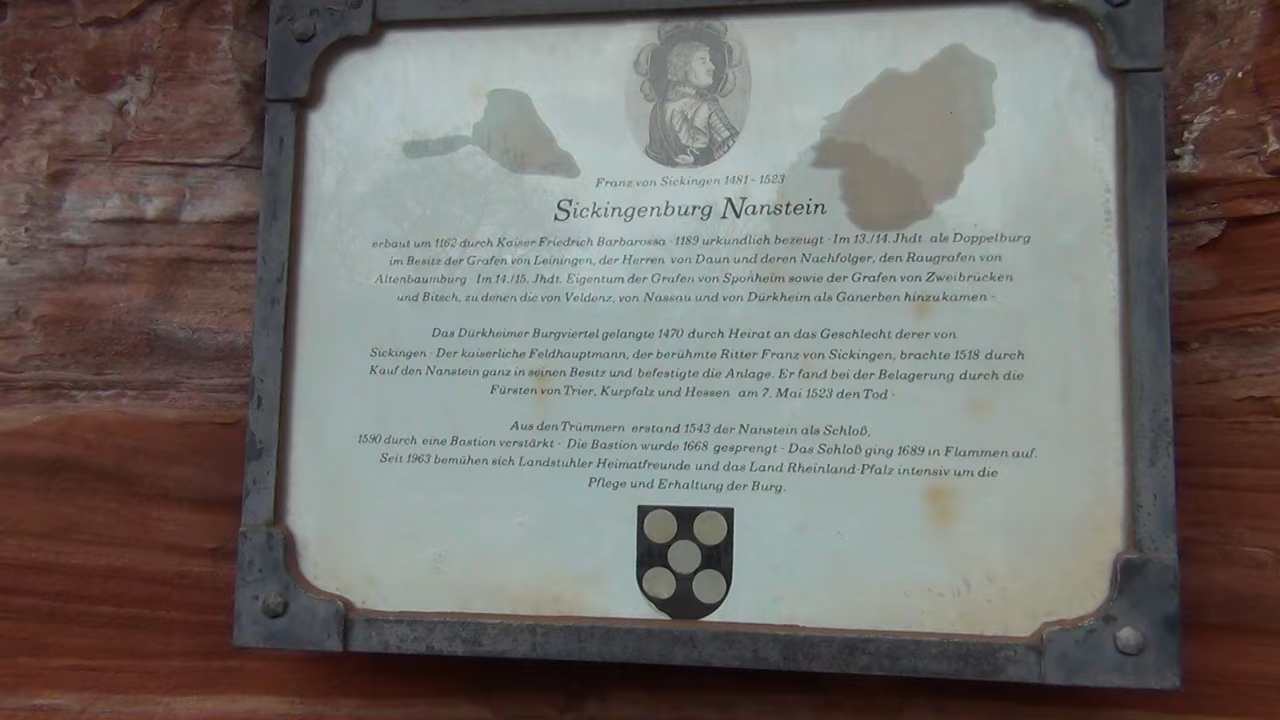 Franz von Sickingen 1481 - 1523
Sickingenburg Nanstein
erbaut um 1162 durch Kaiser Friedrich Barbarossa · 1189 urkundlich bezeugt · Im 13./14. Jhdt. als Doppelburg
im Besitz der Grafen von Leiningen, der Herren von Daun und deren Nachfolger, den Raugrafen von
Altenbaumburg · Im 14./15. Jhdt. Eigentum der Grafen von Sponheim sowie der Grafen von Zweibrücken
und Bitsch, zu denen die von Veldenz, von Nassau und von Dürkheim als Ganerben hinzukamen ·
Das Dürkheimer Burgviertel gelangte 1470 durch Heirat an das Geschlecht derer von
Sickingen · Der kaiserliche Feldhauptmann, der berühmte Ritter Franz von Sickingen, brachte 1518 durch
Kauf den Nanstein ganz in seinen Besitz und befestigte die Anlage. Er fand bei der Belagerung durch die
Fürsten von Trier, Kurpfalz und Hessen am 7. Mai 1523 den Tod ·
Aus den Trümmern erstand 1543 der Nanstein als Schloß,
1590 durch eine Bastion verstärkt · Die Bastion wurde 1668 gesprengt · Das Schloß ging 1689 in Flammen auf.
Seit 1963 bemühen sich Landstuhler Heimatfreunde und das Land Rheinland-Pfalz intensiv um die
Pflege und Erhaltung der Burg.